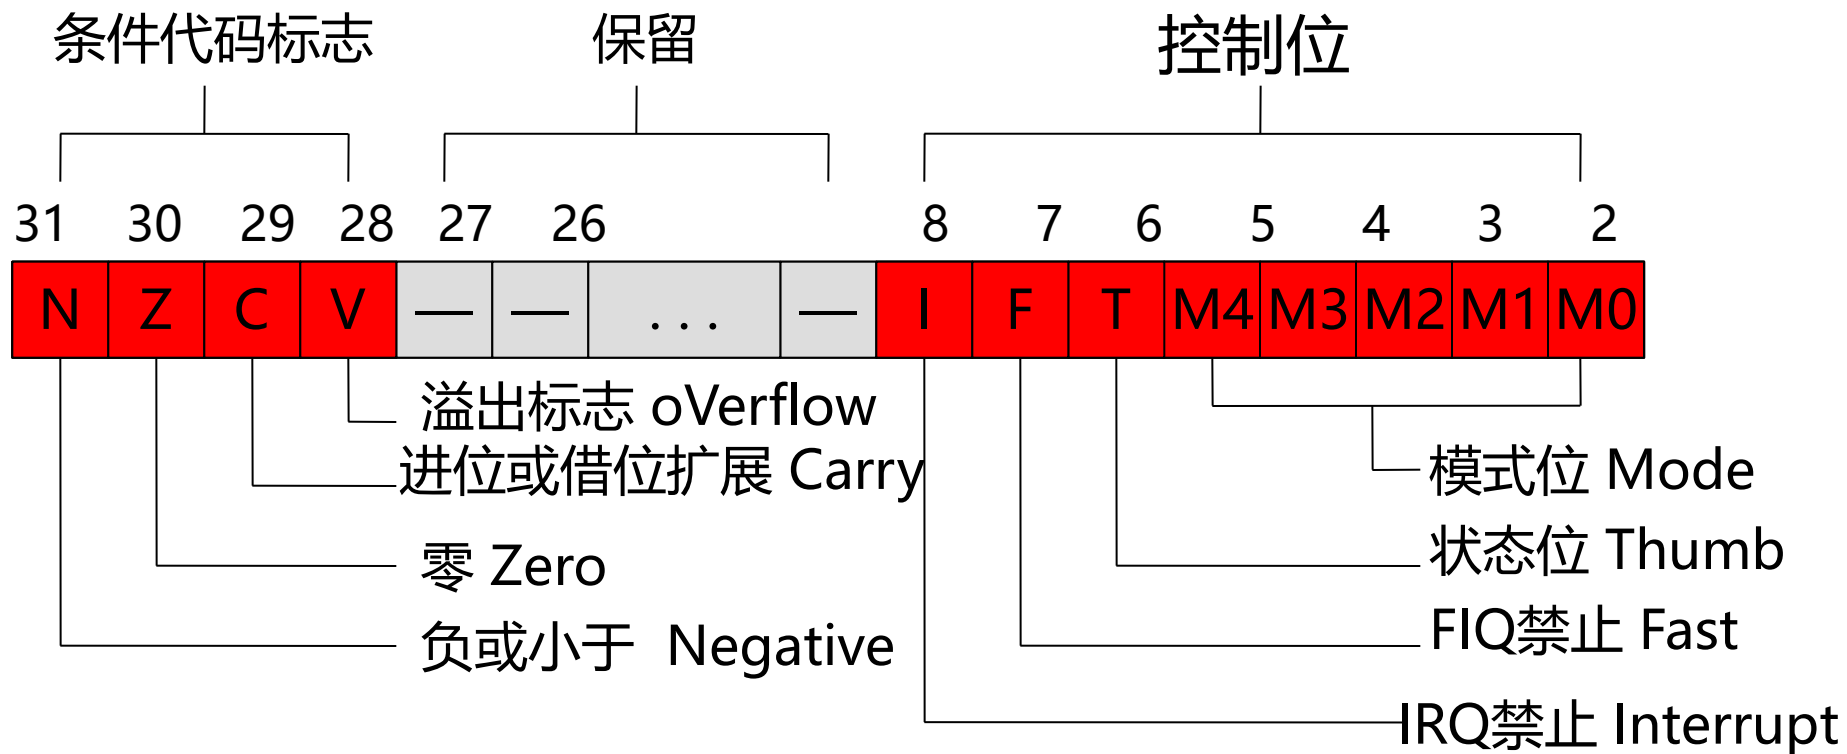 条件代码标志 保留 控制位
31 30 29 28 27 26 8 7 6 5 4 3 2
N Z C V — — ... — I F T M4 M3 M2 M1 M0
溢出标志 oVerflow
进位或借位扩展 Carry
模式位 Mode
零 Zero
状态位 Thumb
负或小于 Negative
FIQ禁止 Fast
IRQ禁止 Interrupt